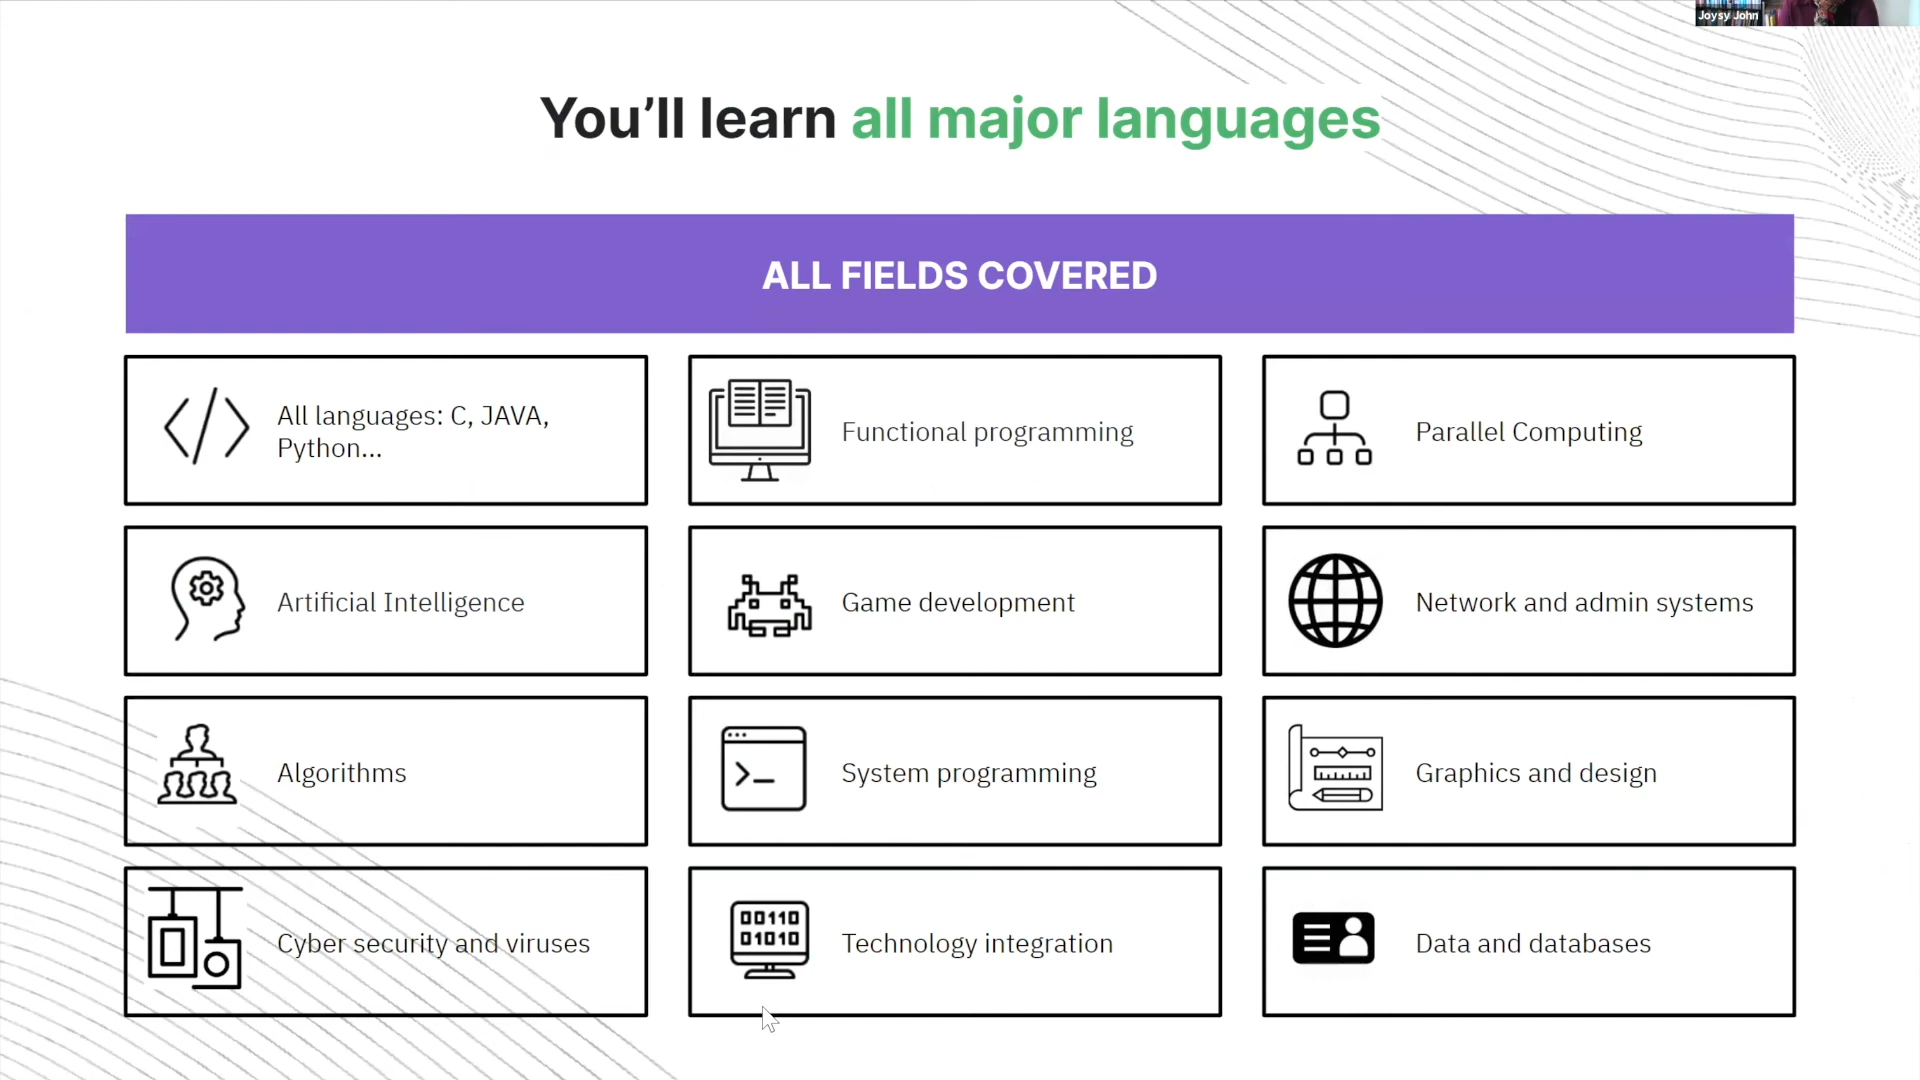 Joysy John
You’ll learn all major languages
ALL FIELDS COVERED
All languages: C, JAVA,
Python...
Functional programming
Parallel Computing
Artificial Intelligence
Game development
Network and admin systems
Algorithms
System programming
Graphics and design
Cyber security and viruses
00110
01010
Technology integration
Data and databases